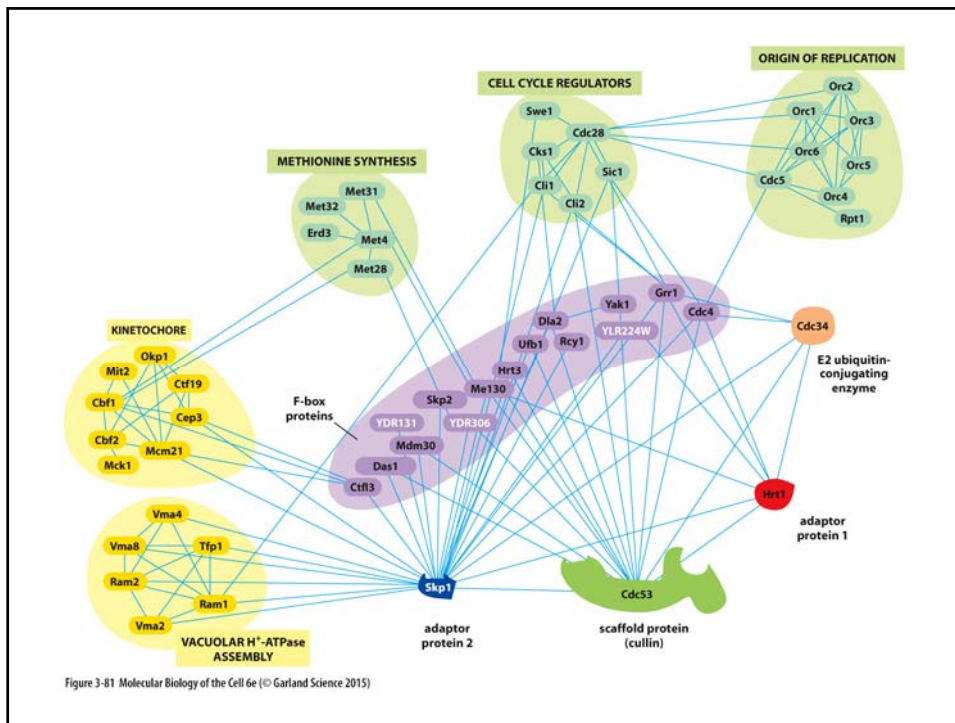 ORIGIN OF REPLICATION
Orc2
Orc1
Orc3
Orc6
Orc5
Cdc5
Orc4
Rpt1
CELL CYCLE REGULATORS
Swe1
Cdc28
Cks1
Sic1
Cli1
Cli2
METHIONINE SYNTHESIS
Met31
Met32
Erd3
Met4
Met28
KINETOCHORE
Okp1
Mit2
Ctf19
Cbf1
Cep3
Cbf2
Mcm21
Mck1
F-box
proteins
Grr1
Yak1
Cdc4
Dla2
YLR224W
Ufb1
Rcy1
Hrt3
Me130
Skp2
YDR131
YDR306
Mdm30
Das1
Ctfl3
Cdc34
E2 ubiquitin-
conjugating
enzyme
Hrt1
adaptor
protein 1
Vma4
Vma8
Tfp1
Ram2
Ram1
Vma2
VACUOLAR H⁺-ATPase
ASSEMBLY
Skp1
adaptor
protein 2
Cdc53
scaffold protein
(cullin)
Figure 3-81 Molecular Biology of the Cell 6e (© Garland Science 2015)